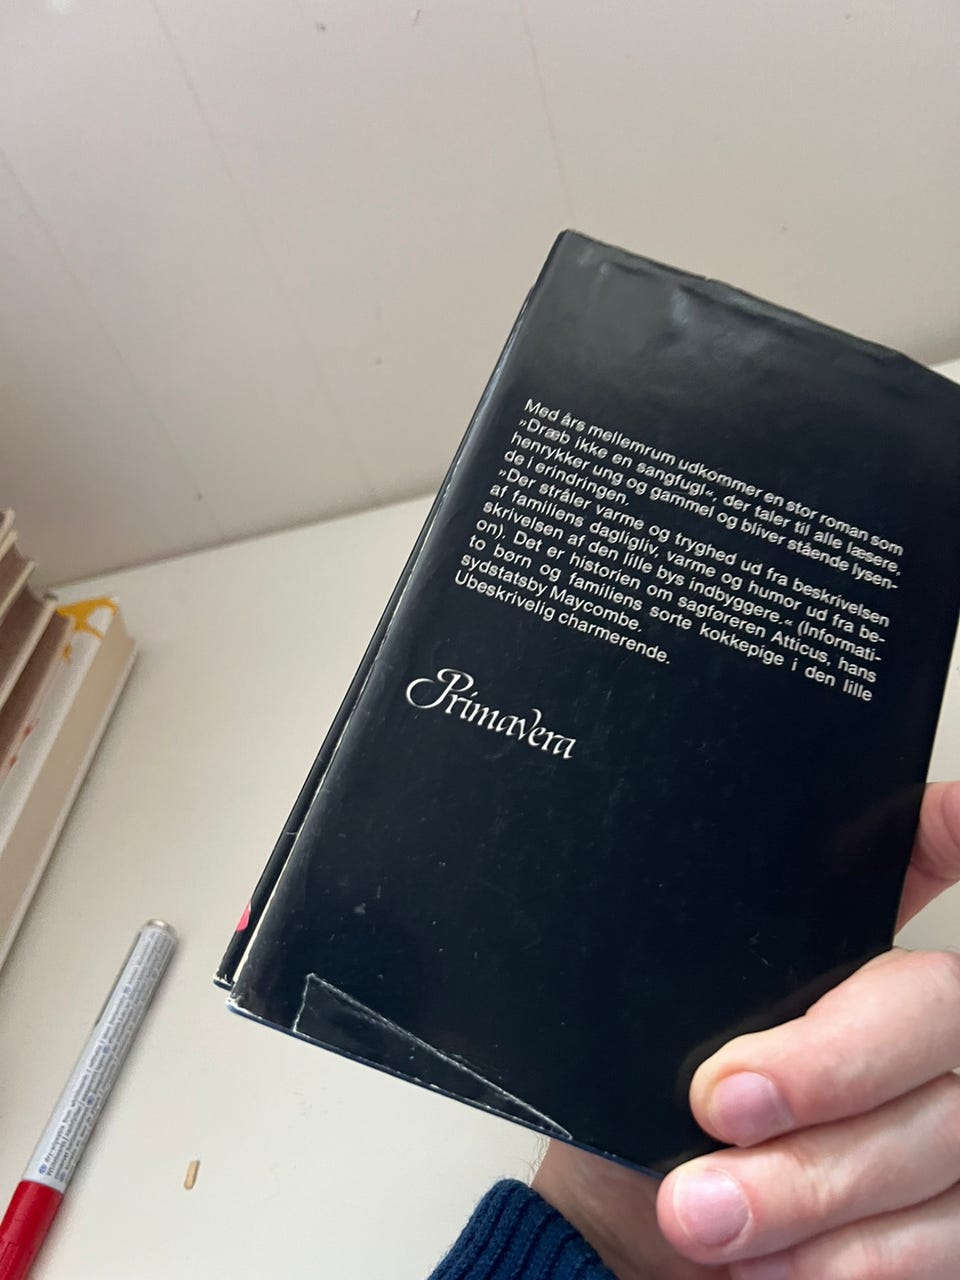 Med års mellemrum udkommer en stor roman som
»Dræb ikke en sangfugl«, der taler til alle læsere,
henrykker ung og gammel og bliver stående lysen-
de i erindringen.
»Der stråler varme og tryghed ud fra beskrivelsen
af familiens dagligliv, varme og humor ud fra be-
skrivelsen af den lille bys indbyggere.« (Informati-
on). Det er historien om sagføreren Atticus, hans
to børn og familiens sorte kokkepige i den lille
sydstatsby Maycombe.
Ubeskrivelig charmerende.
Primavera